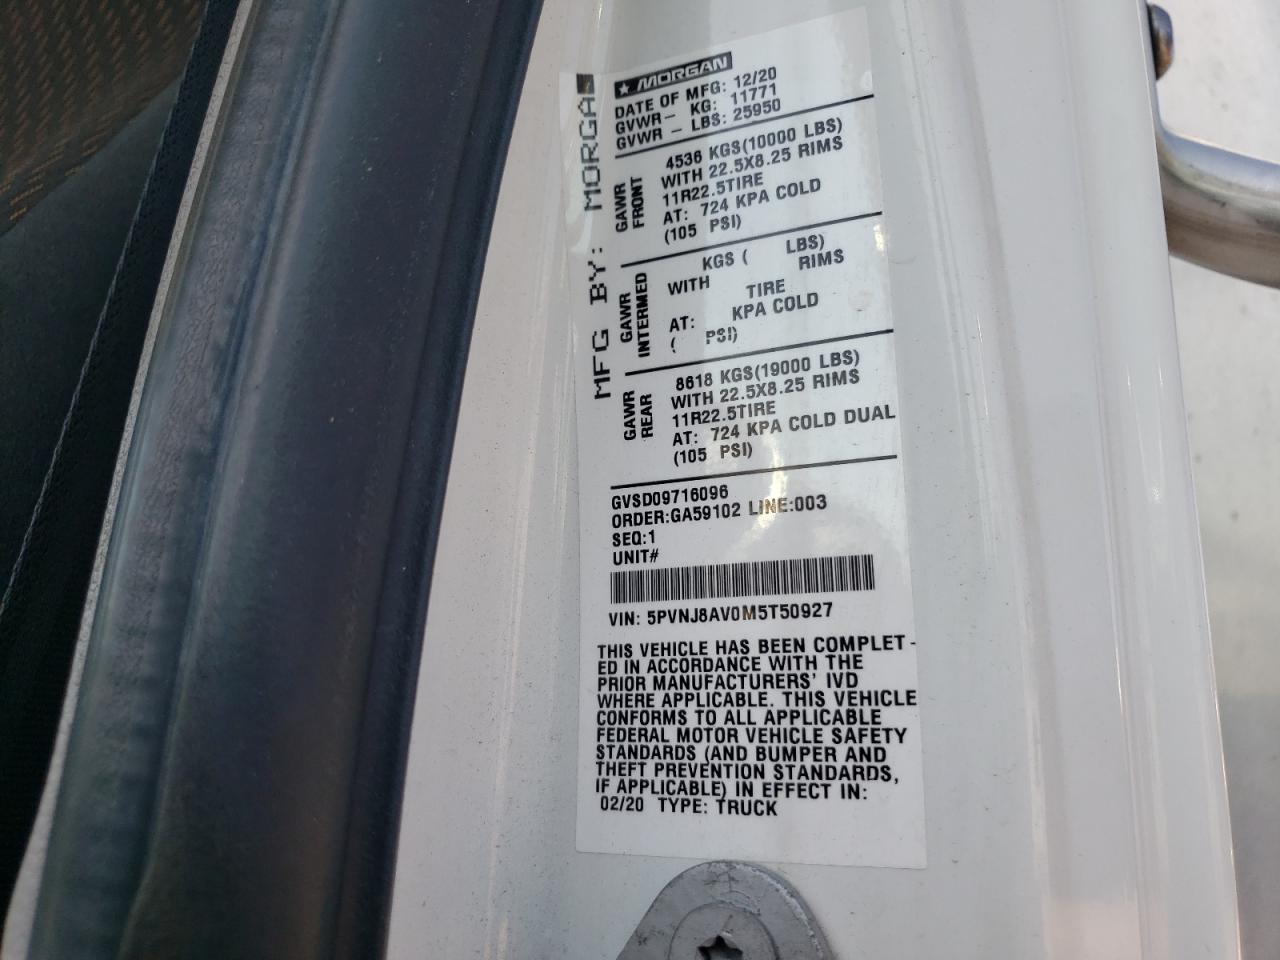 MFG BY: MORGA
MORGAN
DATE OF MFG: 12/20
GVWR- KG: 11771
GVWR - LBS: 25950
GAWR FRONT
4536 KGS(10000 LBS)
WITH 22.5X8.25 RIMS
11R22.5TIRE
AT: 724 KPA COLD
(105 PSI)
GAWR INTERMED
KGS ( LBS)
WITH RIMS
TIRE
AT: KPA COLD
( PSI)
GAWR REAR
8618 KGS(19000 LBS)
WITH 22.5X8.25 RIMS
11R22.5TIRE
AT: 724 KPA COLD DUAL
(105 PSI)
GVSD09716096
ORDER:GA59102 LINE:003
SEQ:1
UNIT#
VIN: 5PVNJ8AV0M5T50927
THIS VEHICLE HAS BEEN COMPLET-
ED IN ACCORDANCE WITH THE
PRIOR MANUFACTURERS' IVD
WHERE APPLICABLE. THIS VEHICLE
CONFORMS TO ALL APPLICABLE
FEDERAL MOTOR VEHICLE SAFETY
STANDARDS (AND BUMPER AND
THEFT PREVENTION STANDARDS,
IF APPLICABLE) IN EFFECT IN:
02/20 TYPE: TRUCK